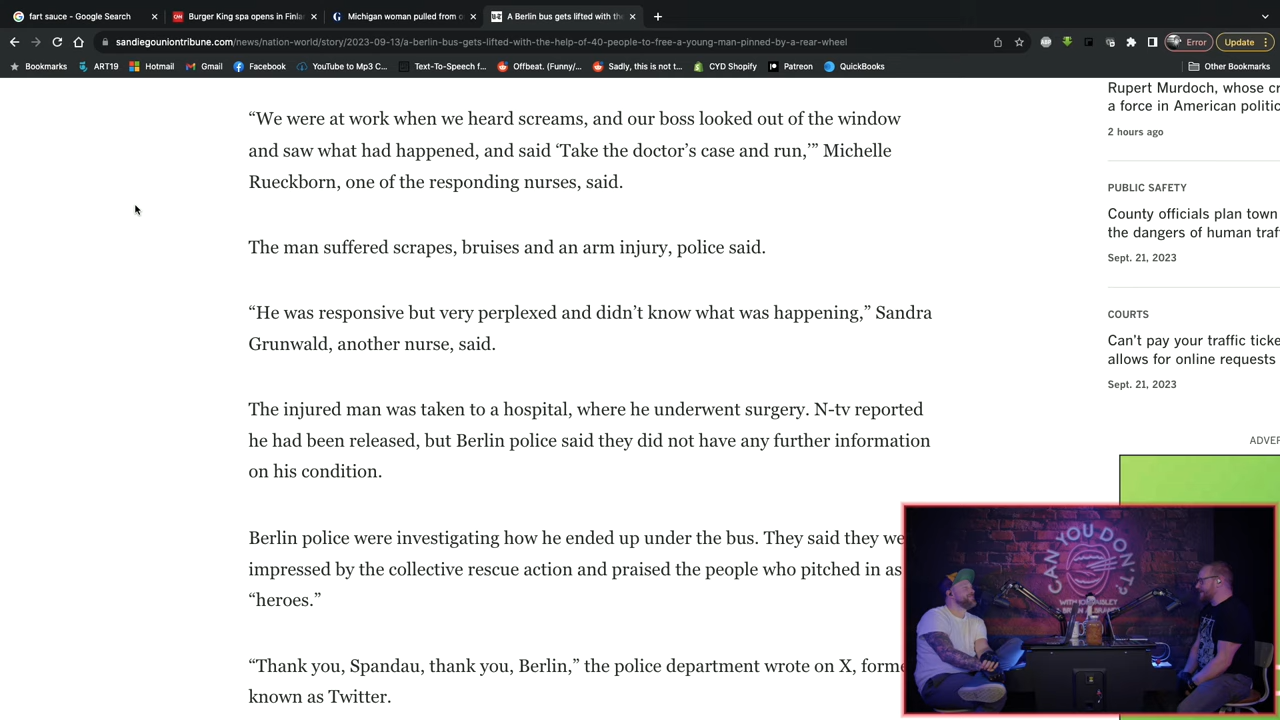 fart sauce - Google Search
Burger King spa opens in Finla
Michigan woman pulled from o
A Berlin bus gets lifted with the
sandiegouniontribune.com/news/nation-world/story/2023-09-13/a-berlin-bus-gets-lifted-with-the-help-of-40-people-to-free-a-young-man-pinned-by-a-rear-wheel
Error
Update
Bookmarks
ART19
Hotmail
Gmail
Facebook
YouTube to Mp3 C...
Text-To-Speech f...
Offbeat. (Funny/...
Sadly, this is not t...
CYD Shopify
Patreon
QuickBooks
Other Bookmarks
“We were at work when we heard screams, and our boss looked out of the window
and saw what had happened, and said ‘Take the doctor’s case and run,’” Michelle
Rueckborn, one of the responding nurses, said.
The man suffered scrapes, bruises and an arm injury, police said.
“He was responsive but very perplexed and didn’t know what was happening,” Sandra
Grunwald, another nurse, said.
The injured man was taken to a hospital, where he underwent surgery. N-tv reported
he had been released, but Berlin police said they did not have any further information
on his condition.
Berlin police were investigating how he ended up under the bus. They said they we
impressed by the collective rescue action and praised the people who pitched in as
“heroes.”
“Thank you, Spandau, thank you, Berlin,” the police department wrote on X, forme
known as Twitter.
Rupert Murdoch, whose cr
a force in American politic
2 hours ago
PUBLIC SAFETY
County officials plan town
the dangers of human traf
Sept. 21, 2023
COURTS
Can't pay your traffic ticke
allows for online requests
Sept. 21, 2023
ADVER
CAN YOU DON'T?